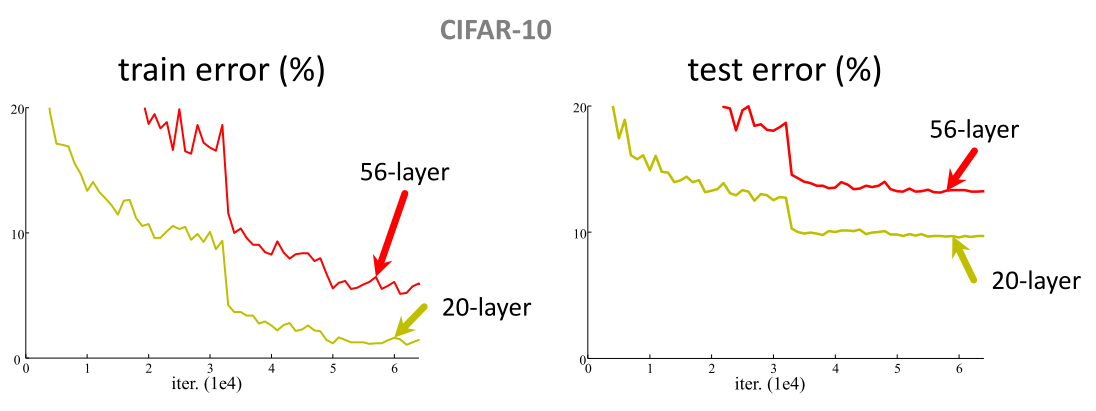 CIFAR-10
train error (%)
20
10
0
56-layer
20-layer
0 1 2 3 4 5 6
iter. (1e4)
test error (%)
20
10
0
56-layer
20-layer
0 1 2 3 4 5 6
iter. (1e4)